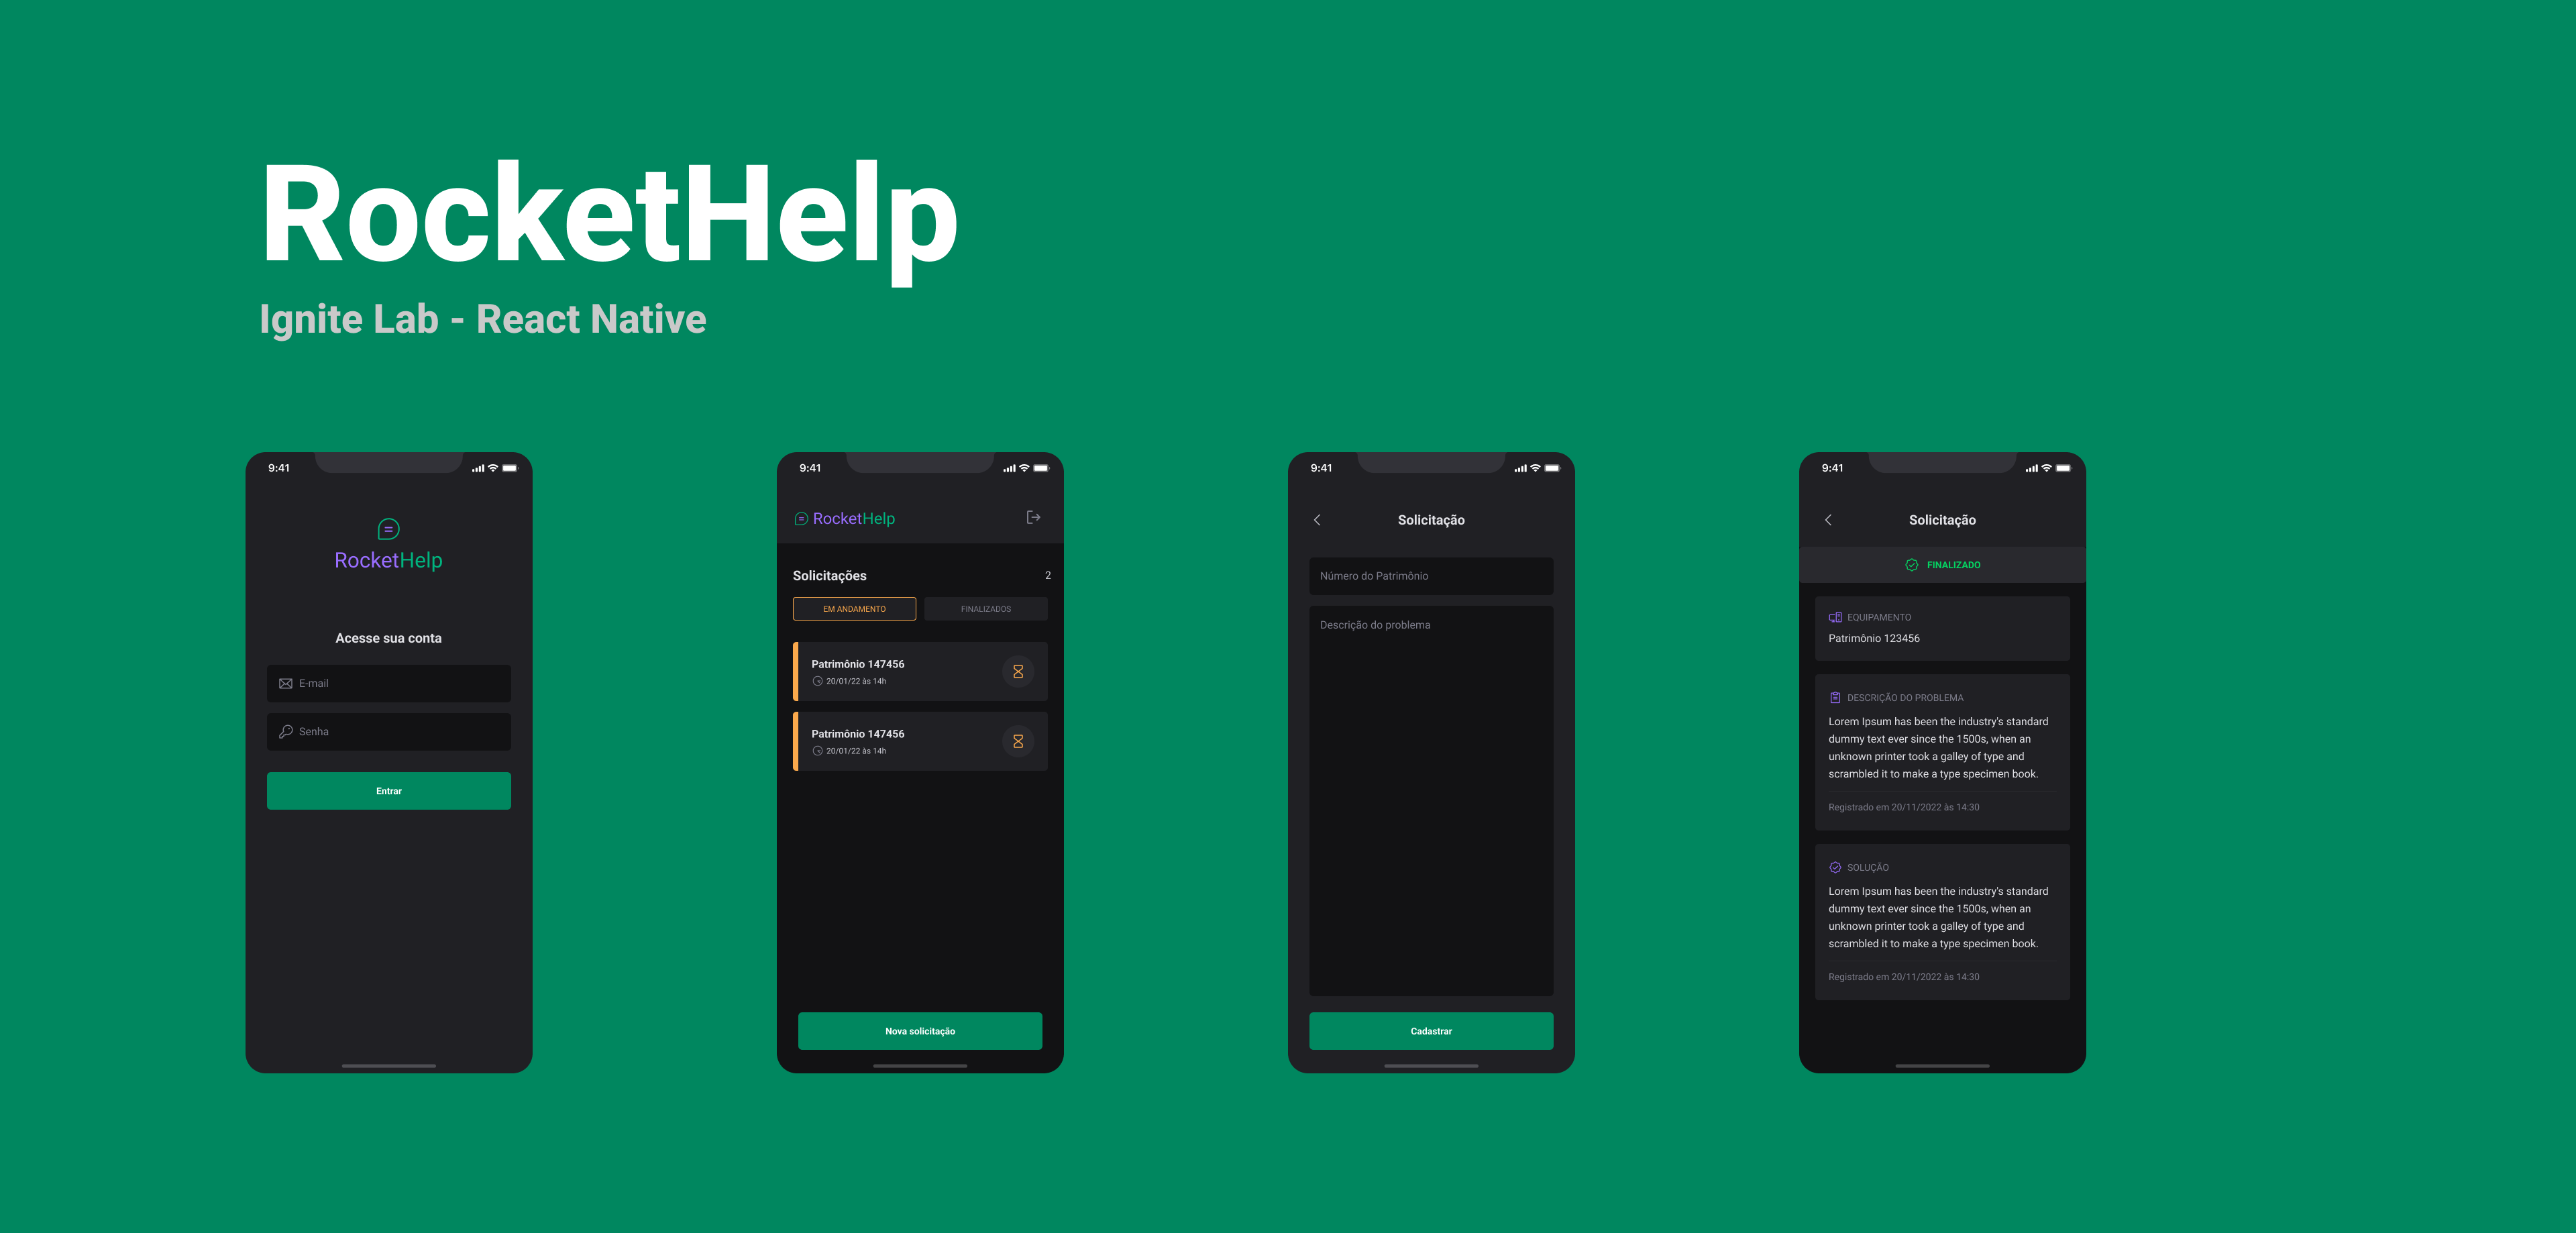 RocketHelp
Ignite Lab - React Native
9:41
RocketHelp
Acesse sua conta
E-mail
Senha
Entrar
9:41
RocketHelp
Solicitações 2
EM ANDAMENTO FINALIZADOS
Patrimônio 147456
20/01/22 às 14h
Patrimônio 147456
20/01/22 às 14h
Nova solicitação
9:41
Solicitação
Número do Patrimônio
Descrição do problema
Cadastrar
9:41
Solicitação
FINALIZADO
EQUIPAMENTO
Patrimônio 123456
DESCRIÇÃO DO PROBLEMA
Lorem Ipsum has been the industry's standard
dummy text ever since the 1500s, when an
unknown printer took a galley of type and
scrambled it to make a type specimen book.
Registrado em 20/11/2022 às 14:30
SOLUÇÃO
Lorem Ipsum has been the industry's standard
dummy text ever since the 1500s, when an
unknown printer took a galley of type and
scrambled it to make a type specimen book.
Registrado em 20/11/2022 às 14:30